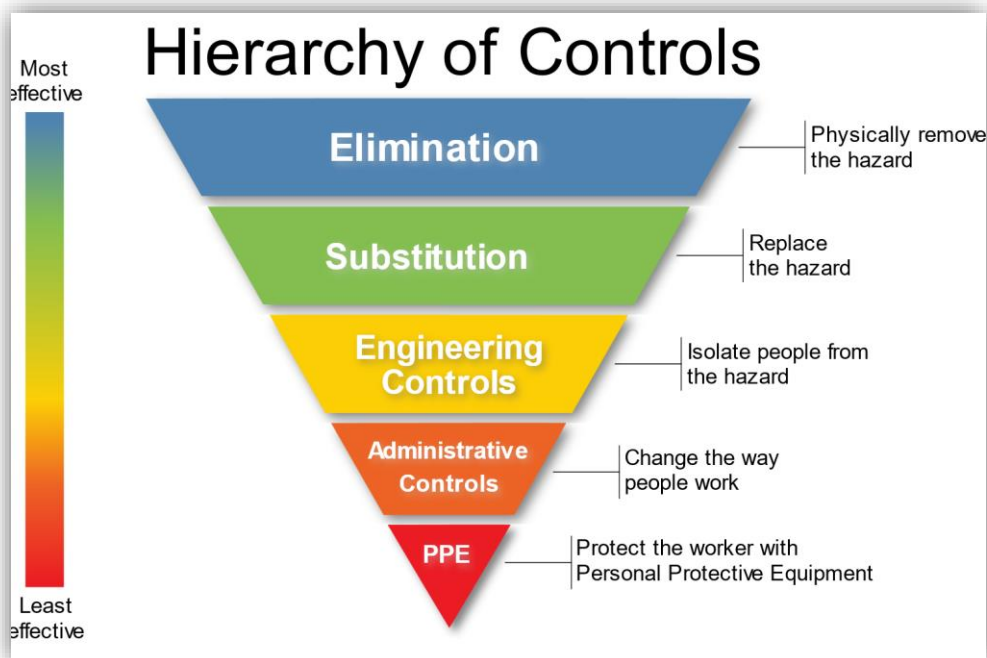 Hierarchy of Controls
Most
effective
Elimination
Physically remove
the hazard
Substitution
Replace
the hazard
Engineering
Controls
Isolate people from
the hazard
Administrative
Controls
Change the way
people work
PPE
Protect the worker with
Personal Protective Equipment
Least
effective